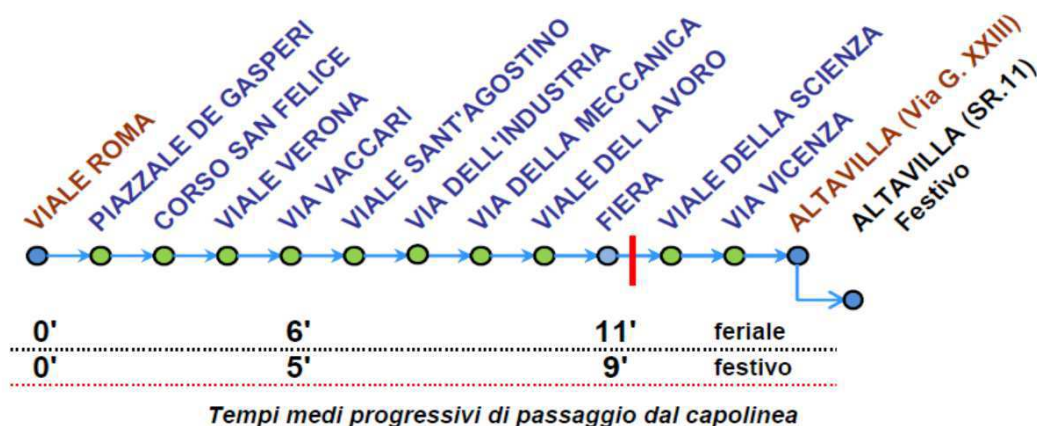 VIALE ROMA
PIAZZALE DE GASPERI
CORSO SAN FELICE
VIALE VERONA
VIA VACCARI
VIALE SANT'AGOSTINO
VIA DELL'INDUSTRIA
VIA DELLA MECCANICA
VIALE DEL LAVORO
FIERA
VIALE DELLA SCIENZA
VIA VICENZA
ALTAVILLA (Via G. XXIII)
ALTAVILLA (SR.11)
Festivo
0' 6' 11' feriale
0' 5' 9' festivo
Tempi medi progressivi di passaggio dal capolinea